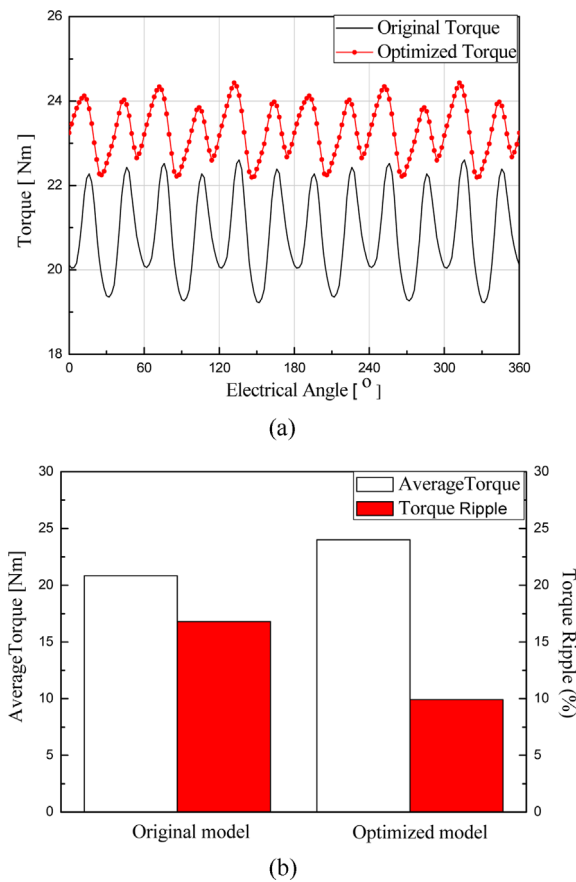 Original Torque
Optimized Torque
26
24
22
20
18
Torque [ Nm]
0 60 120 180 240 300 360
Electrical Angle [ o ]
(a)
AverageTorque
Torque Ripple
30
25
20
15
10
5
0
AverageTorque [Nm]
30
25
20
15
10
5
0
Torque Ripple (%)
Original model Optimized model
(b)